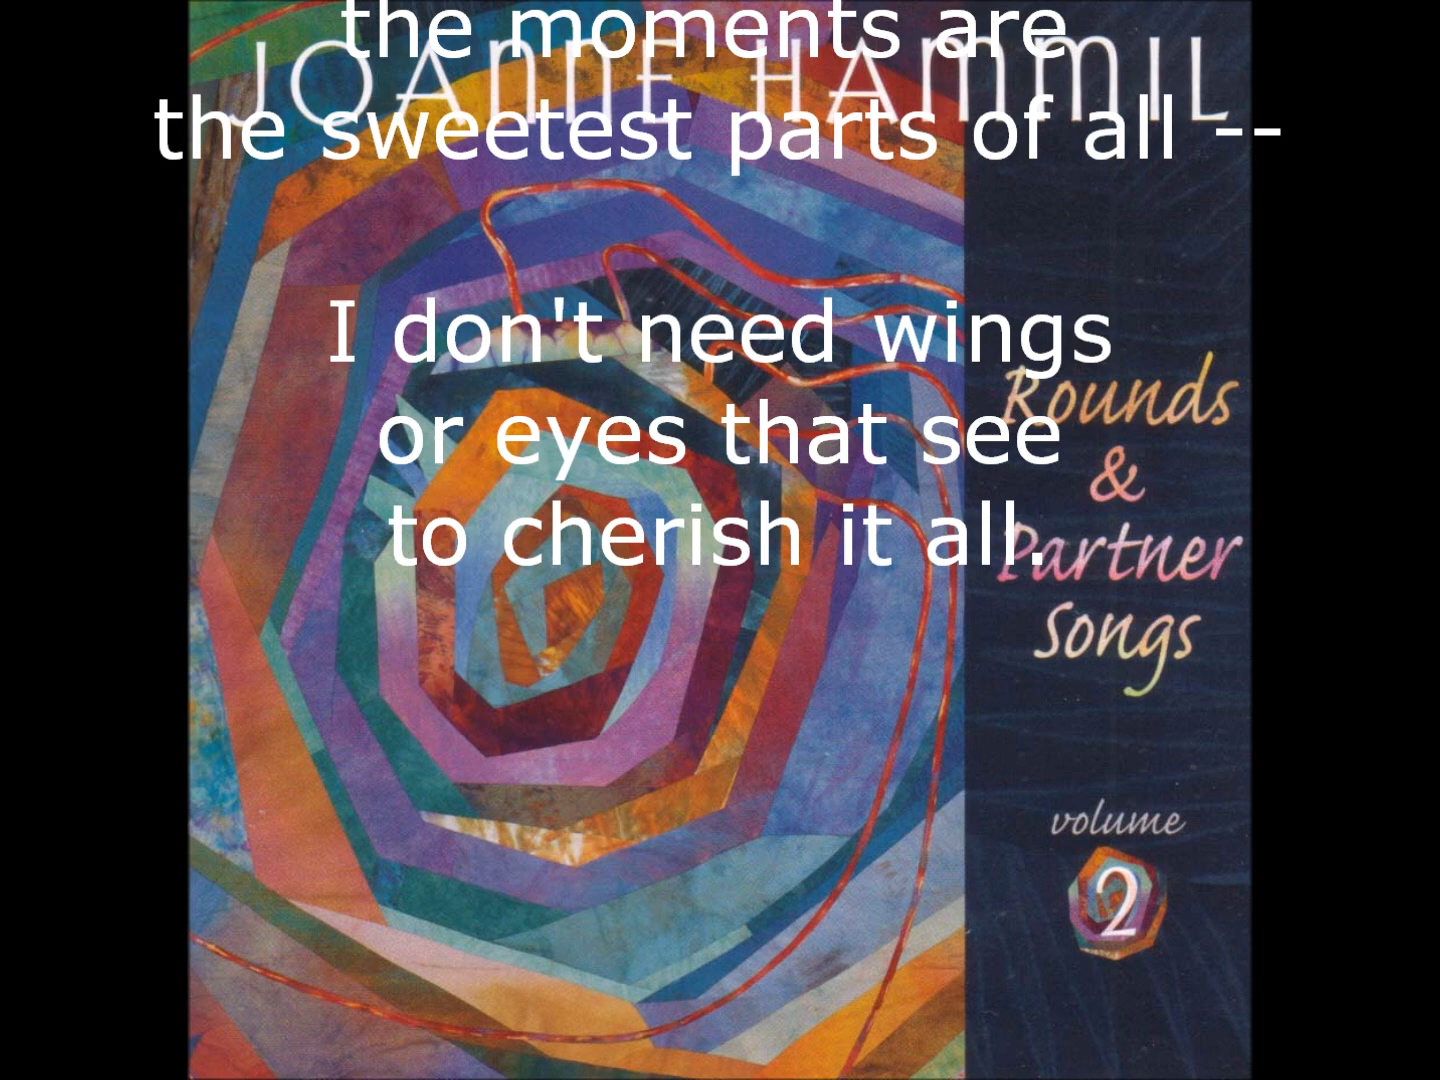 the moments are
JOANNE HAMMIL
the sweetest parts of all --
I don't need wings
or eyes that see
to cherish it all.
Rounds
&
Partner
Songs
volume
2